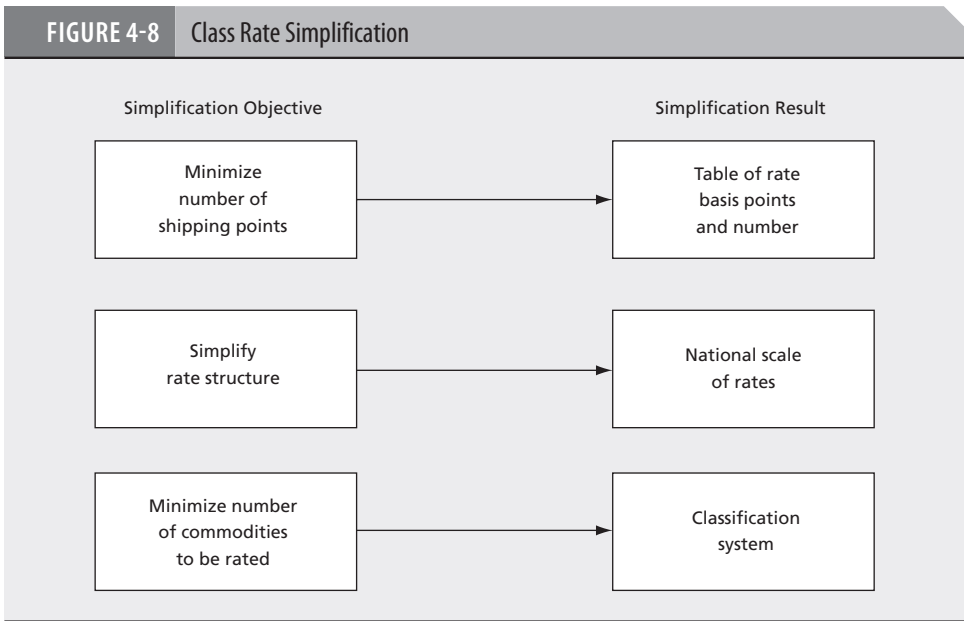 FIGURE 4-8 Class Rate Simplification
Simplification Objective
Simplification Result
Minimize
number of
shipping points
Table of rate
basis points
and number
Simplify
rate structure
National scale
of rates
Minimize number
of commodities
to be rated
Classification
system